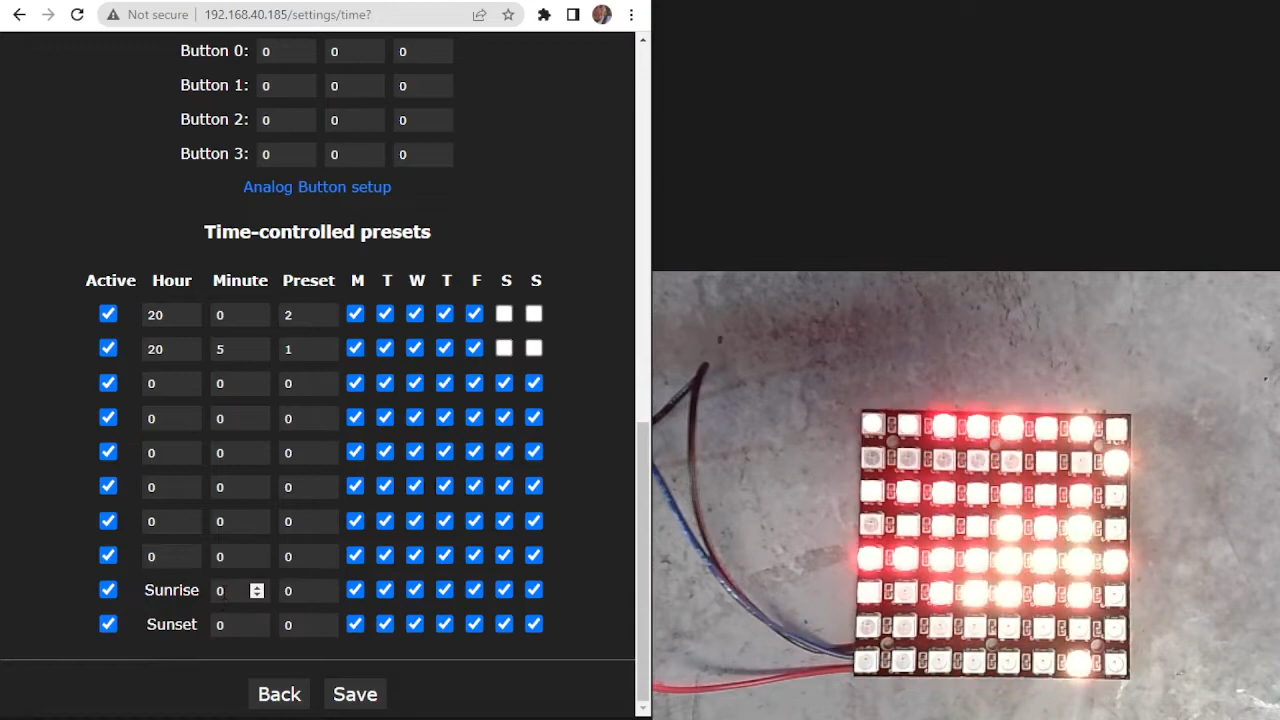 Not secure 192.168.40.185/settings/time?
Button 0: 0 0 0
Button 1: 0 0 0
Button 2: 0 0 0
Button 3: 0 0 0
Analog Button setup
Time-controlled presets
Active Hour Minute Preset M T W T F S S
20 0 2
20 5 1
0 0 0
0 0 0
0 0 0
0 0 0
0 0 0
0 0 0
Sunrise 0 0
Sunset 0 0
Back Save